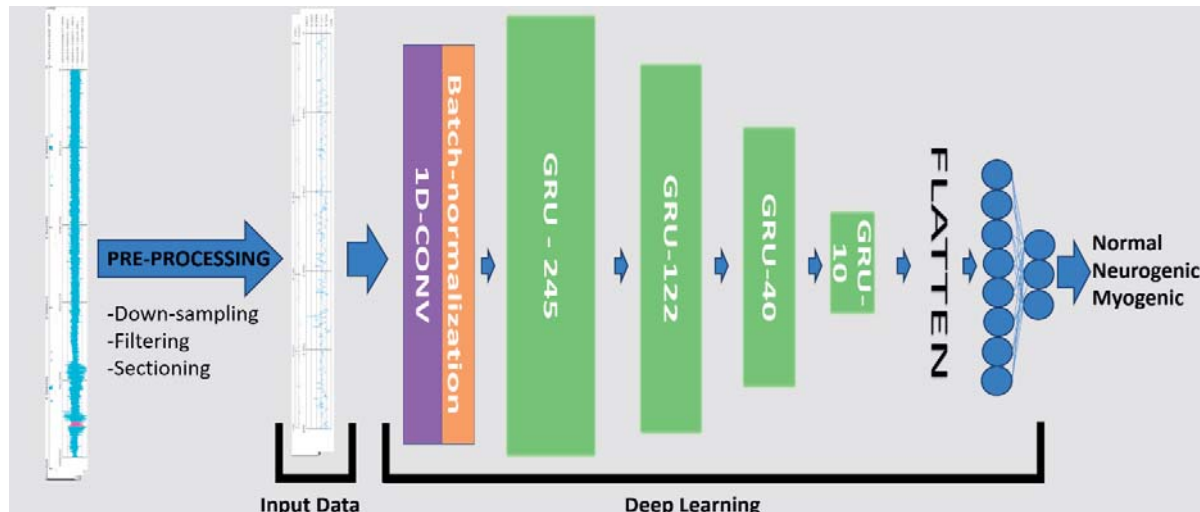 PRE-PROCESSING
-Down-sampling
-Filtering
-Sectioning
Input Data
1D-CONV
Batch-normalization
GRU - 245
GRU-122
GRU-40
GRU-
10
FLATTEN
Normal
Neurogenic
Myogenic
Deep Learning